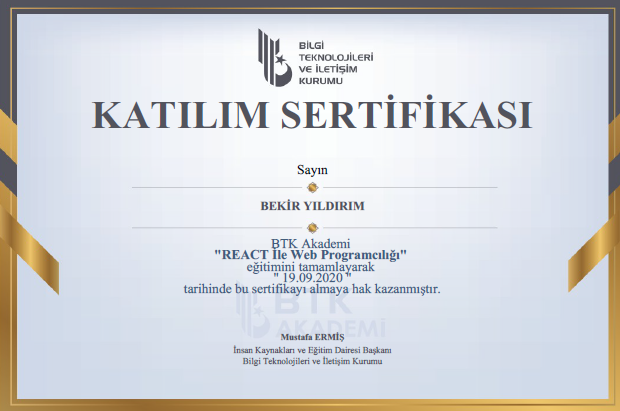 BİLGİ
TEKNOLOJİLERİ
VE İLETİŞİM
KURUMU
KATILIM SERTİFİKASI
Sayın
BEKİR YILDIRIM
BTK Akademi
"REACT İle Web Programcılığı"
eğitimini tamamlayarak
" 19.09.2020 "
tarihinde bu sertifikayı almaya hak kazanmıştır.
BTK
AKADEMİ
Mustafa ERMİŞ
İnsan Kaynakları ve Eğitim Dairesi Başkanı
Bilgi Teknolojileri ve İletişim Kurumu